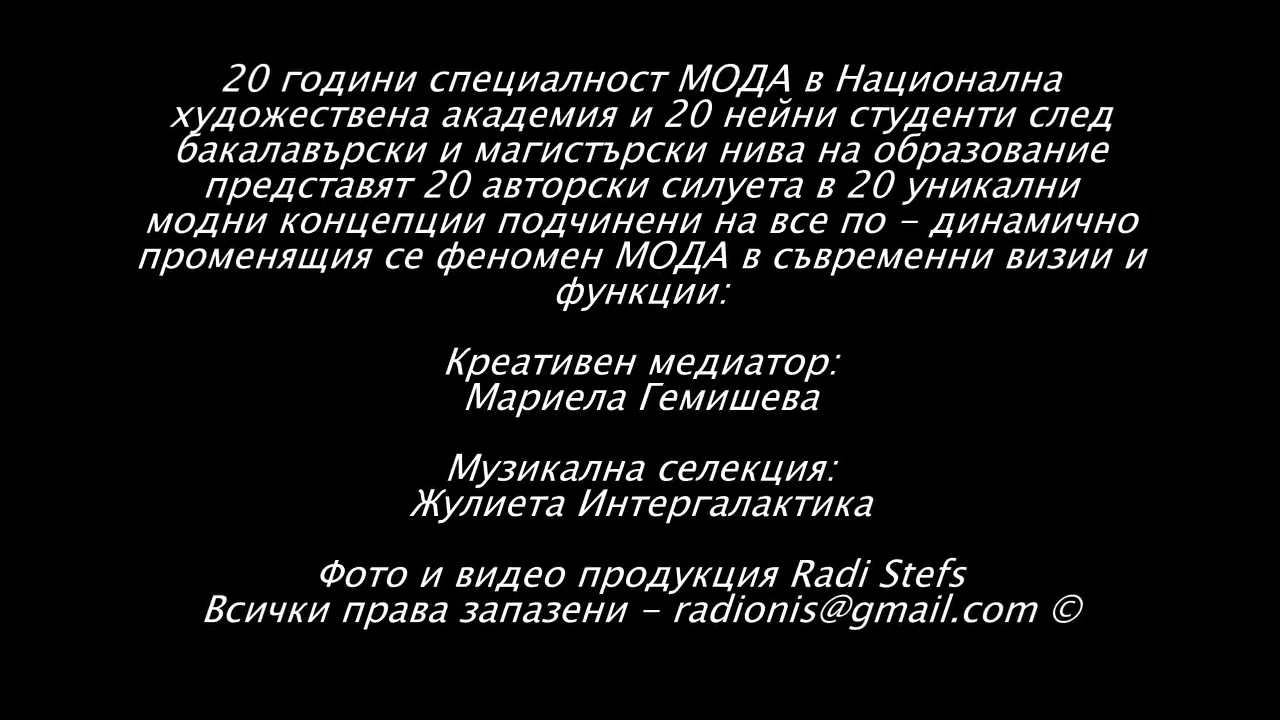 20 години специалност МОДА в Национална
художествена академия и 20 нейни студенти след
бакалавърски и магистърски нива на образование
представят 20 авторски силуета в 20 уникални
модни концепции подчинени на все по - динамично
променящия се феномен МОДА в съвременни визии и
функции:
Креативен медиатор:
Мариела Гемишева
Музикална селекция:
Жулиета Интергалактика
Фото и видео продукция Radi Stefs
Всички права запазени - radionis@gmail.com ©